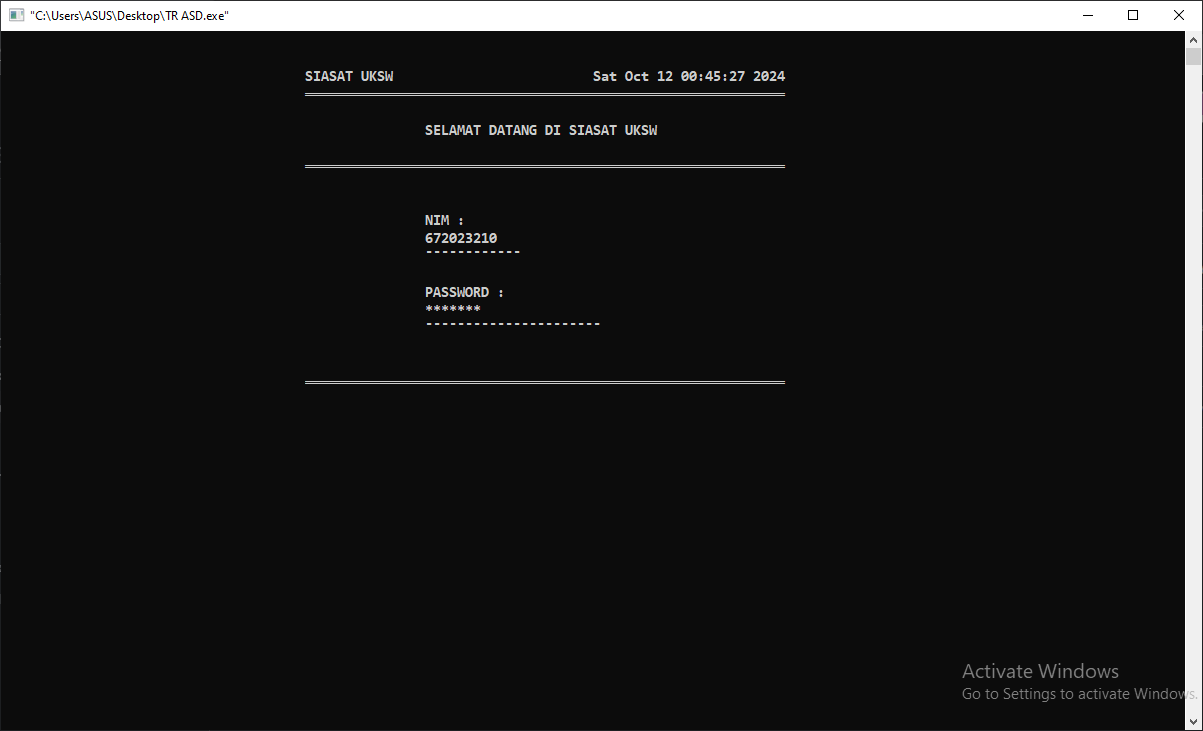 "C:\Users\ASUS\Desktop\TR ASD.exe"
SIASAT UKSW Sat Oct 12 00:45:27 2024
SELAMAT DATANG DI SIASAT UKSW
NIM :
672023210
------------
PASSWORD :
*******
----------------------
Activate Windows
Go to Settings to activate Windows.